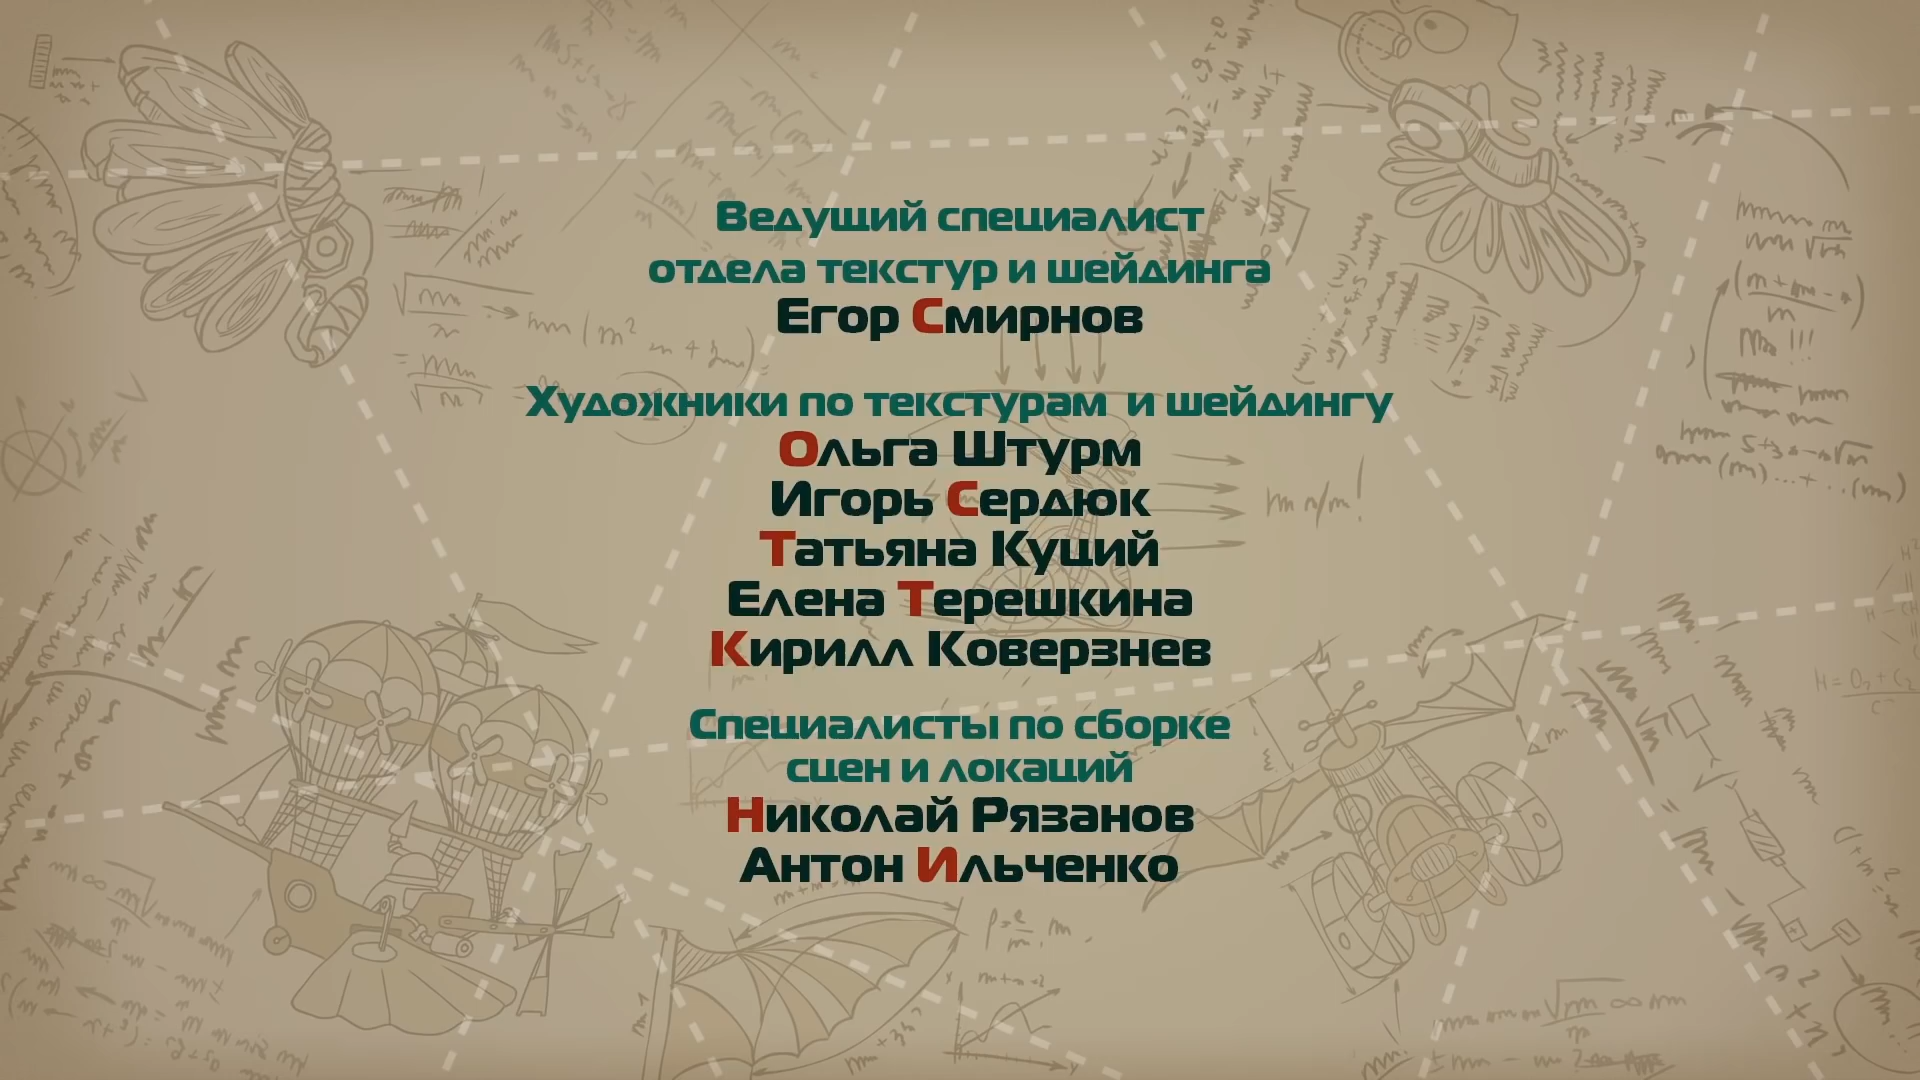 Ведущий специалист
отдела текстур и шейдинга
Егор Смирнов
Художники по текстурам и шейдингу
Ольга Штурм
Игорь Сердюк
Татьяна Куций
Елена Терешкина
Кирилл Коверзнев
Специалисты по сборке
сцен и локаций
Николай Рязанов
Антон Ильченко